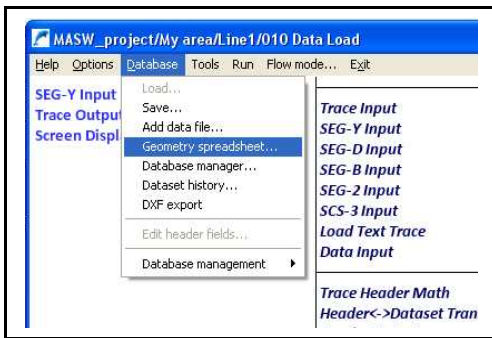 MASW_project/My area/Line1/010 Data Load
Help Options Database Tools Run Flow mode... Exit
SEG-Y Input
Trace Outpu
Screen Displ
Load...
Save...
Add data file...
Geometry spreadsheet...
Database manager...
Dataset history...
DXF export
Edit header fields...
Database management
Trace Input
SEG-Y Input
SEG-D Input
SEG-B Input
SEG-2 Input
SCS-3 Input
Load Text Trace
Data Input
Trace Header Math
Header<->Dataset Tran